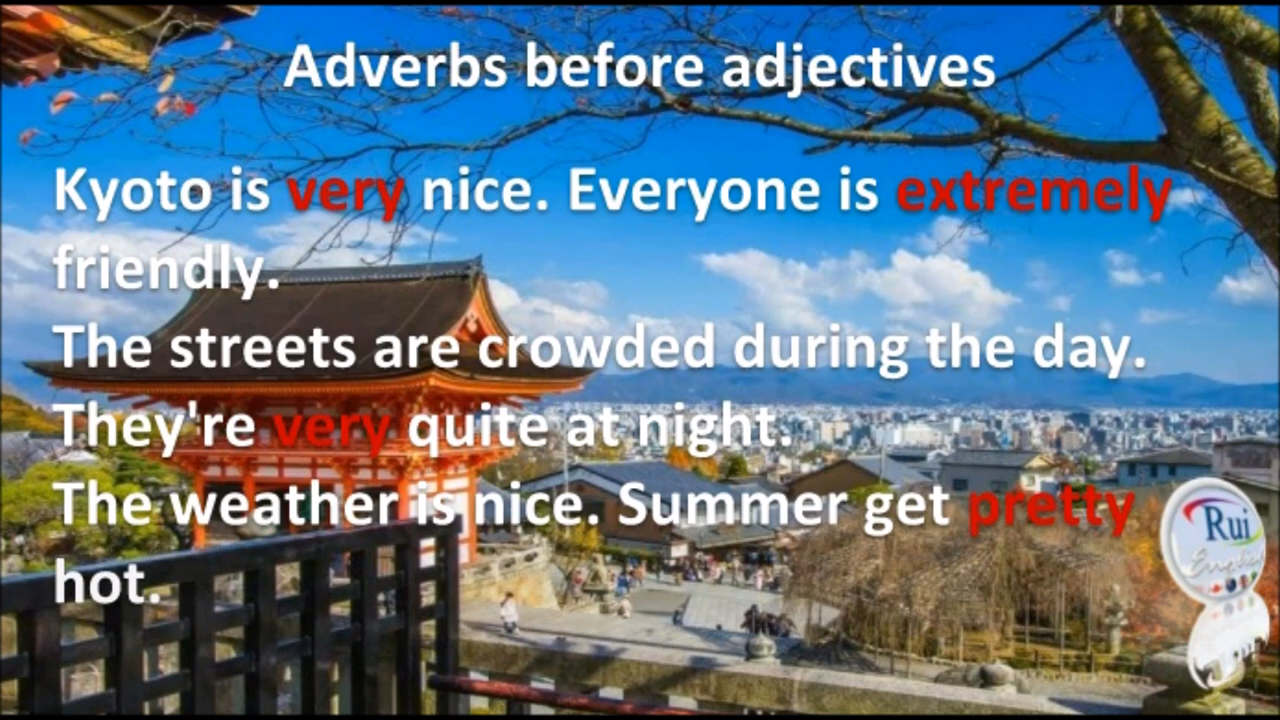 Adverbs before adjectives
Kyoto is very nice. Everyone is extremely
friendly.
The streets are crowded during the day.
They're very quite at night.
The weather is nice. Summer get pretty
hot.
Rui
English